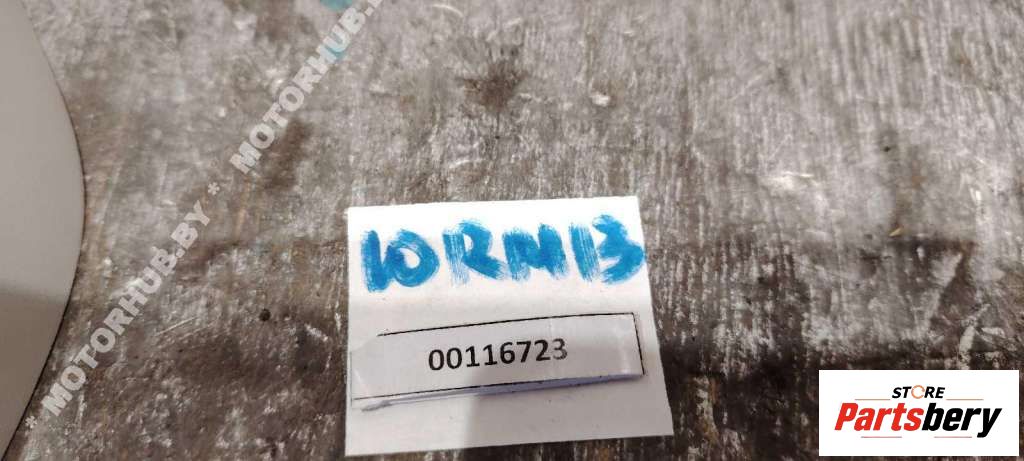 MOTORHUB.BY * MOTORHUB.BY
10RM13
00116723
STORE
Partsbery